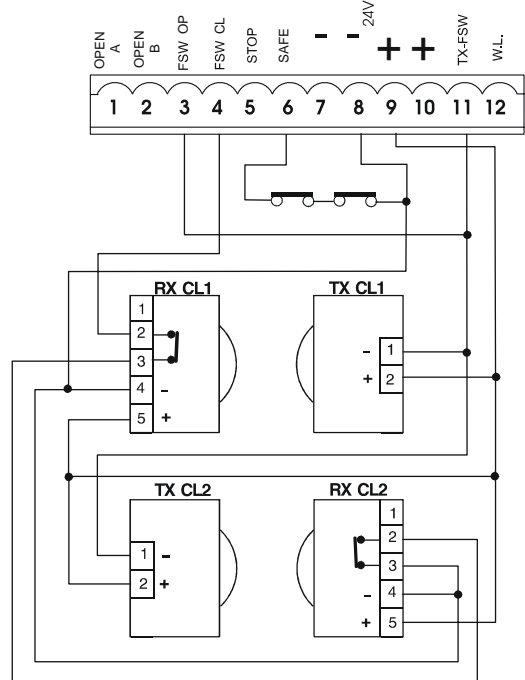 OPEN A
OPEN B
FSW OP
FSW CL
STOP
SAFE
- - 24V
+ +
TX-FSW
W.L.
1 2 3 4 5 6 7 8 9 10 11 12
RX CL1
1
2
3
4 -
5 +
TX CL1
- 1
+ 2
TX CL2
1 -
2 +
RX CL2
1
2
3
- 4
+ 5